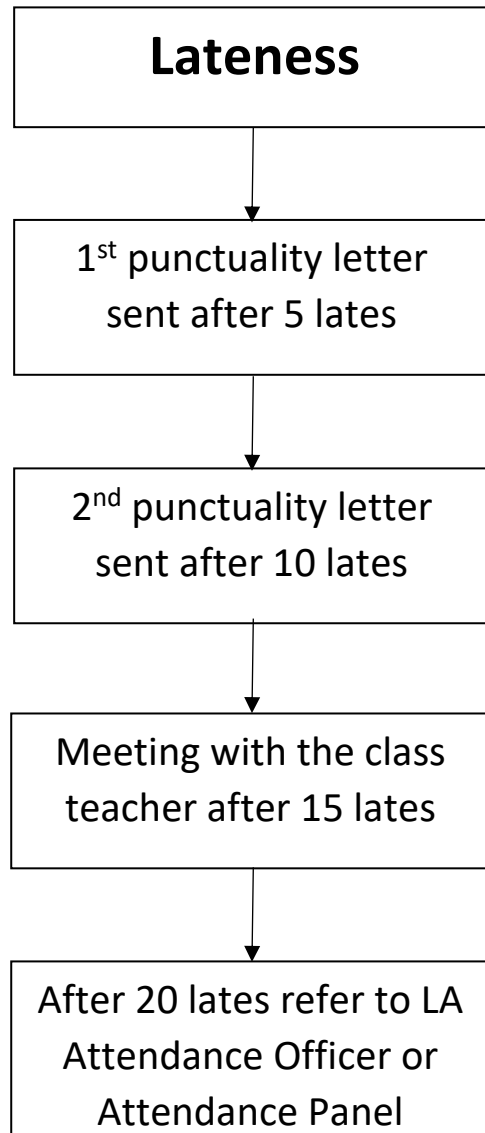 Lateness
1st punctuality letter
sent after 5 lates
2nd punctuality letter
sent after 10 lates
Meeting with the class
teacher after 15 lates
After 20 lates refer to LA
Attendance Officer or
Attendance Panel